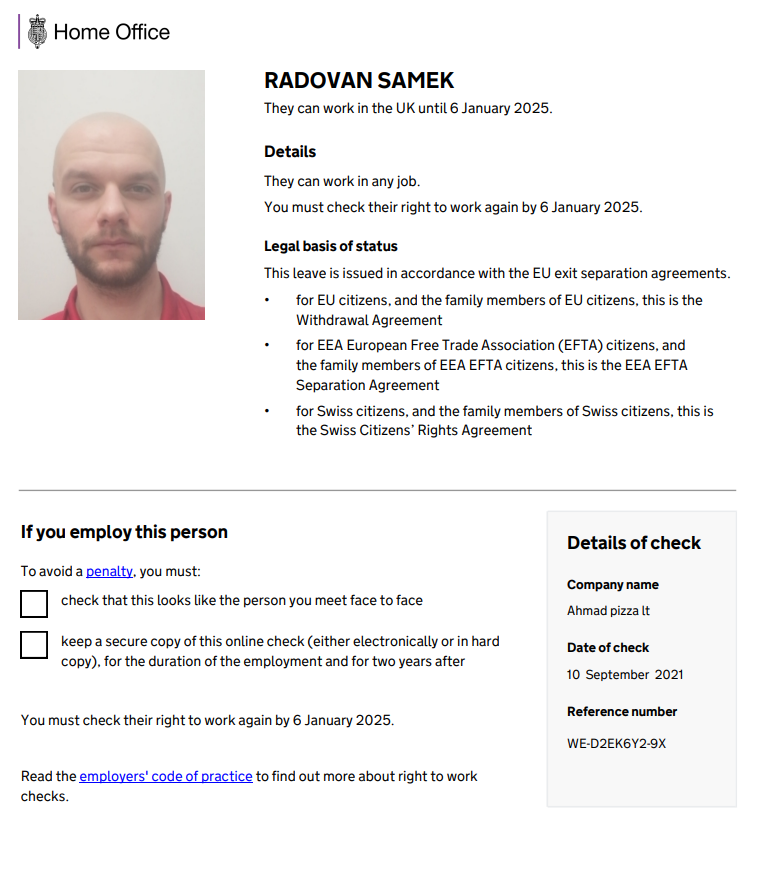 Home Office
RADOVAN SAMEK
They can work in the UK until 6 January 2025.
Details
They can work in any job.
You must check their right to work again by 6 January 2025.
Legal basis of status
This leave is issued in accordance with the EU exit separation agreements.
• for EU citizens, and the family members of EU citizens, this is the
Withdrawal Agreement
• for EEA European Free Trade Association (EFTA) citizens, and
the family members of EEA EFTA citizens, this is the EEA EFTA
Separation Agreement
• for Swiss citizens, and the family members of Swiss citizens, this is
the Swiss Citizens’ Rights Agreement
If you employ this person
To avoid a penalty, you must:
check that this looks like the person you meet face to face
keep a secure copy of this online check (either electronically or in hard
copy), for the duration of the employment and for two years after
You must check their right to work again by 6 January 2025.
Read the employers' code of practice to find out more about right to work
checks.
Details of check
Company name
Ahmad pizza lt
Date of check
10 September 2021
Reference number
WE-D2EK6Y2-9X